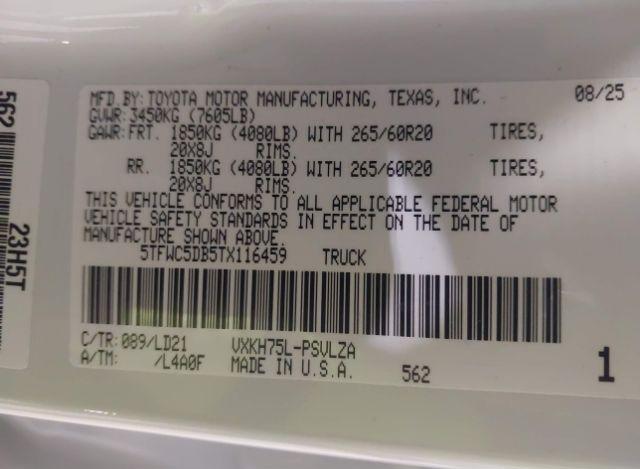 MFD. BY: TOYOTA MOTOR MANUFACTURING, TEXAS, INC. 08/25
GVWR: 3450KG (7605LB)
GAWR: FRT. 1850KG (4080LB) WITH 265/60R20 TIRES,
20X8J RIMS.
RR. 1850KG (4080LB) WITH 265/60R20 TIRES,
20X8J RIMS.
THIS VEHICLE CONFORMS TO ALL APPLICABLE FEDERAL MOTOR
VEHICLE SAFETY STANDARDS IN EFFECT ON THE DATE OF
MANUFACTURE SHOWN ABOVE.
5TFWC5DB5TX116459 TRUCK
C/TR: 089/LD21 VXKH75L-PSVLZA
A/TM: /L4A0F MADE IN U.S.A. 562 1
562
23H5T